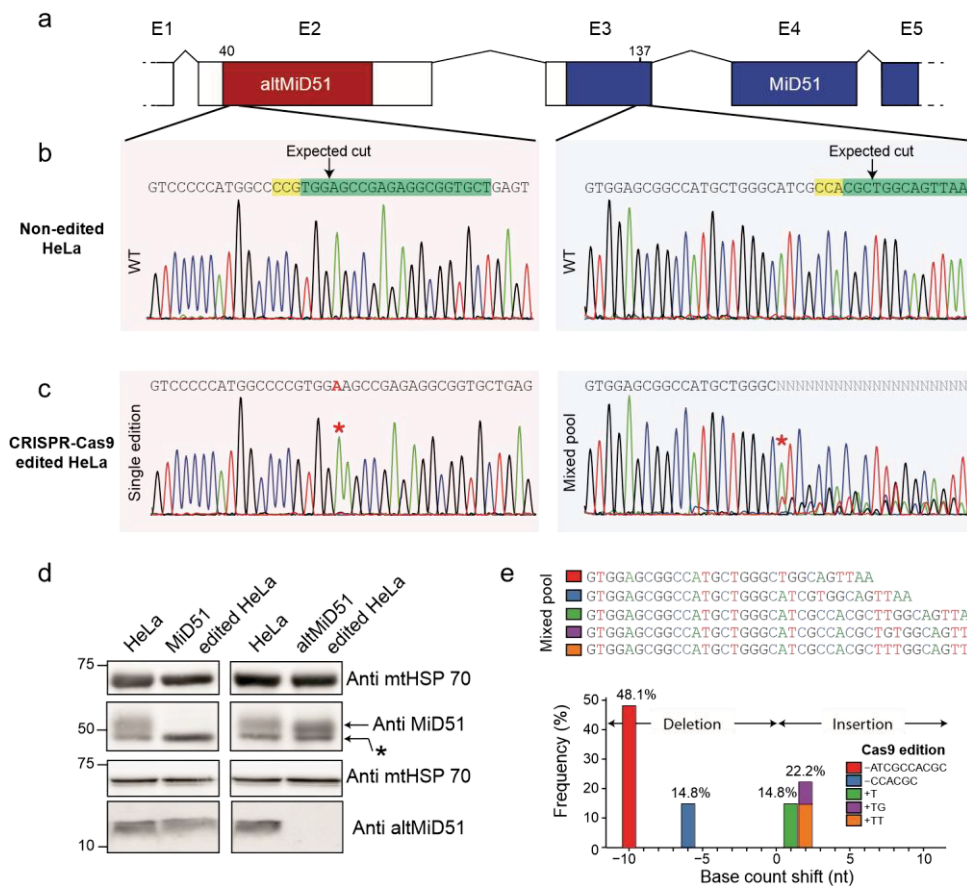 a
E1 E2 E3 E4 E5
40 137
altMiD51 MiD51
b
Expected cut Expected cut
GTCCCCCATGGCCCCGTGGAGCCGAGAGGCGGTGCTGAGT GTGGAGCGGCCATGCTGGGCATCGCCACGCTGGCAGTTAA
Non-edited
HeLa
WT WT
c
GTCCCCCATGGCCCCGTGGAAGCCGAGAGGCGGTGCTGAG GTGGAGCGGCCATGCTGGGCNNNNNNNNNNNNNNNNNNNN
CRISPR-Cas9
edited HeLa
Single edition * Mixed pool *
d
HeLa MiD51 edited HeLa HeLa altMiD51 edited HeLa
75 Anti mtHSP 70
50 Anti MiD51
*
75 Anti mtHSP 70
10 Anti altMiD51
e
Mixed pool
GTGGAGCGGCCATGCTGGGCTGGCAGTTAA
GTGGAGCGGCCATGCTGGGCATCGTGGCAGTTAA
GTGGAGCGGCCATGCTGGGCATCGCCACGCTTGGCAGTTA
GTGGAGCGGCCATGCTGGGCATCGCCACGCTGTGGCAGTT
GTGGAGCGGCCATGCTGGGCATCGCCACGCTTTGGCAGTT
Frequency (%)
50 40 30 20 10 0
48.1% 14.8% 14.8% 22.2%
Deletion Insertion
Cas9 edition
−ATCGCCACGC
−CCACGC
+T
+TG
+TT
−10 −5 0 5 10
Base count shift (nt)